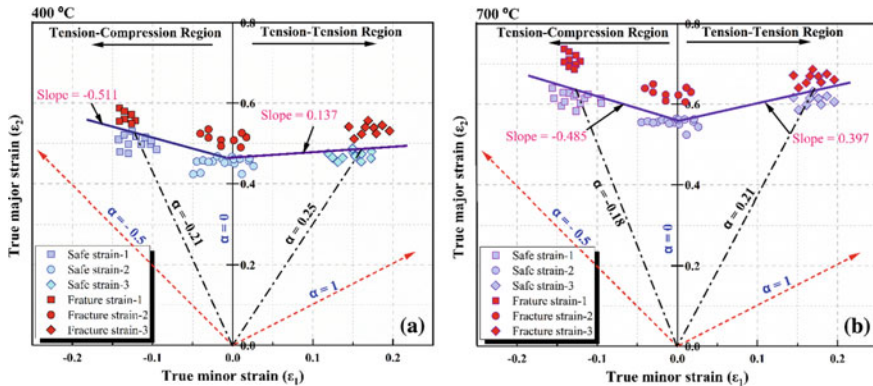 400 °C
Tension-Compression Region
Tension-Tension Region
0.8
0.6
0.4
0.2
0.0
Slope = -0.511
Slope = 0.137
α = -0.5
α = -0.21
α = 0
α = 0.25
α = 1
Safe strain-1
Safe strain-2
Safe strain-3
Frature strain-1
Fracture strain-2
Fracture strain-3
(a)
-0.2
-0.1
0.0
0.1
0.2
True minor strain (ε1)
True major strain (ε2)
700 °C
Tension-Compression Region
Tension-Tension Region
0.8
0.6
0.4
0.2
0.0
Slope = -0.485
Slope = 0.397
α = -0.5
α = -0.18
α = 0
α = 0.21
α = 1
Safe strain-1
Safe strain-2
Safe strain-3
Frature strain-1
Fracture strain-2
Fracture strain-3
(b)
-0.2
-0.1
0.0
0.1
0.2
True minor strain (ε1)
True major strain (ε2)